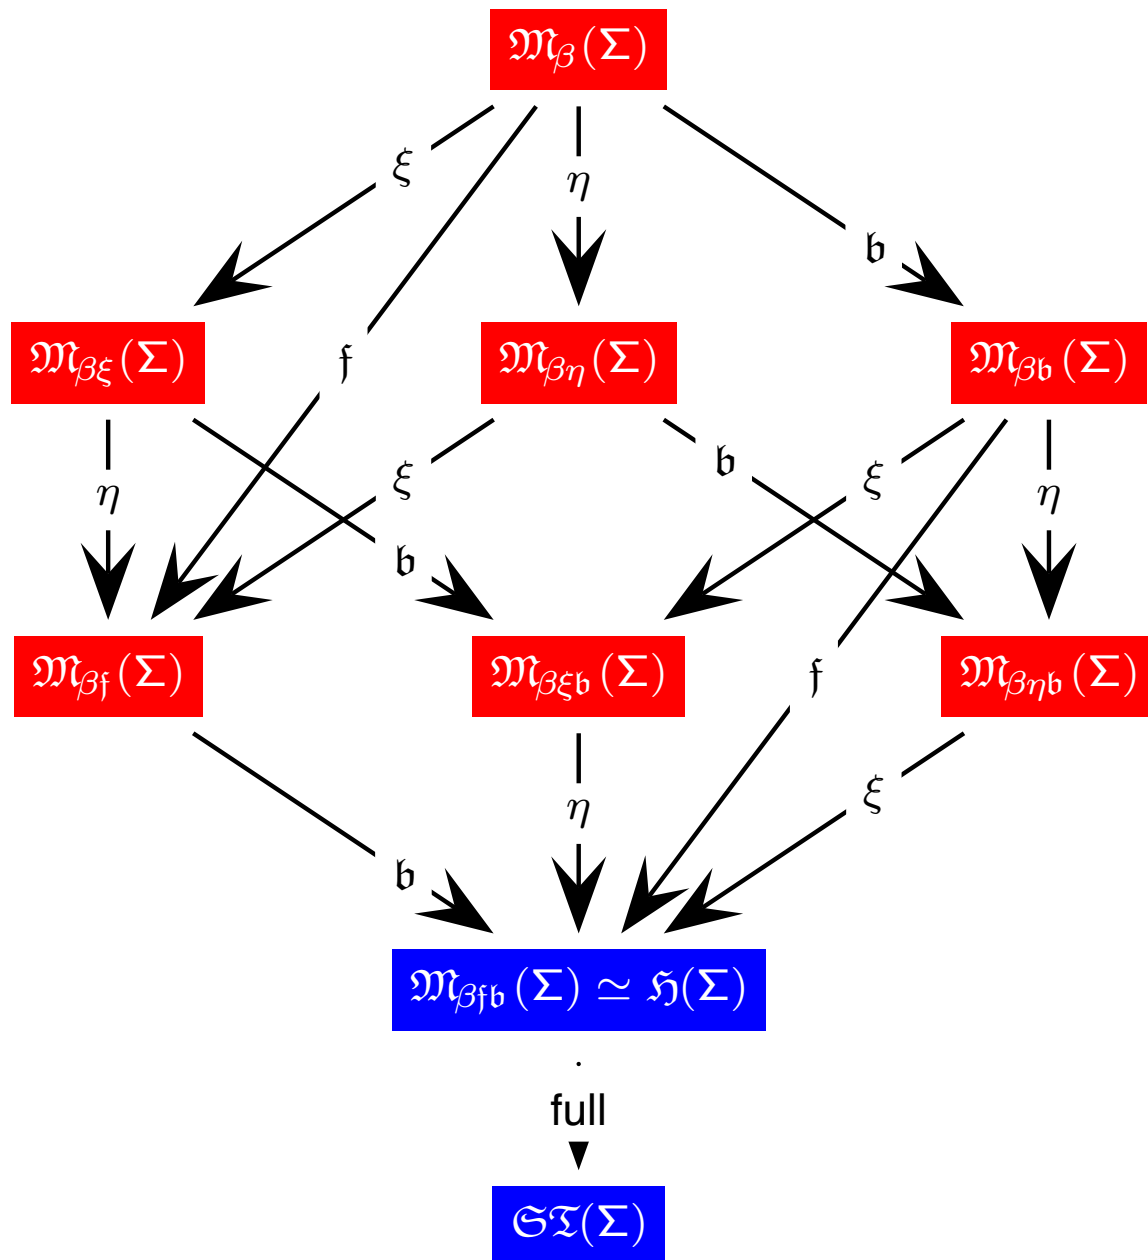 𝔐β(Σ)
ξ
η
𝔟
𝔣
𝔐βξ(Σ) 𝔐βη(Σ) 𝔐β𝔟(Σ)
η
ξ
𝔟
ξ
η
𝔟
𝔣
𝔐β𝔣(Σ) 𝔐βξ𝔟(Σ) 𝔐βη𝔟(Σ)
𝔟
η
ξ
𝔐β𝔣𝔟(Σ) ≃ ℌ(Σ)
full
𝔖𝔗(Σ)